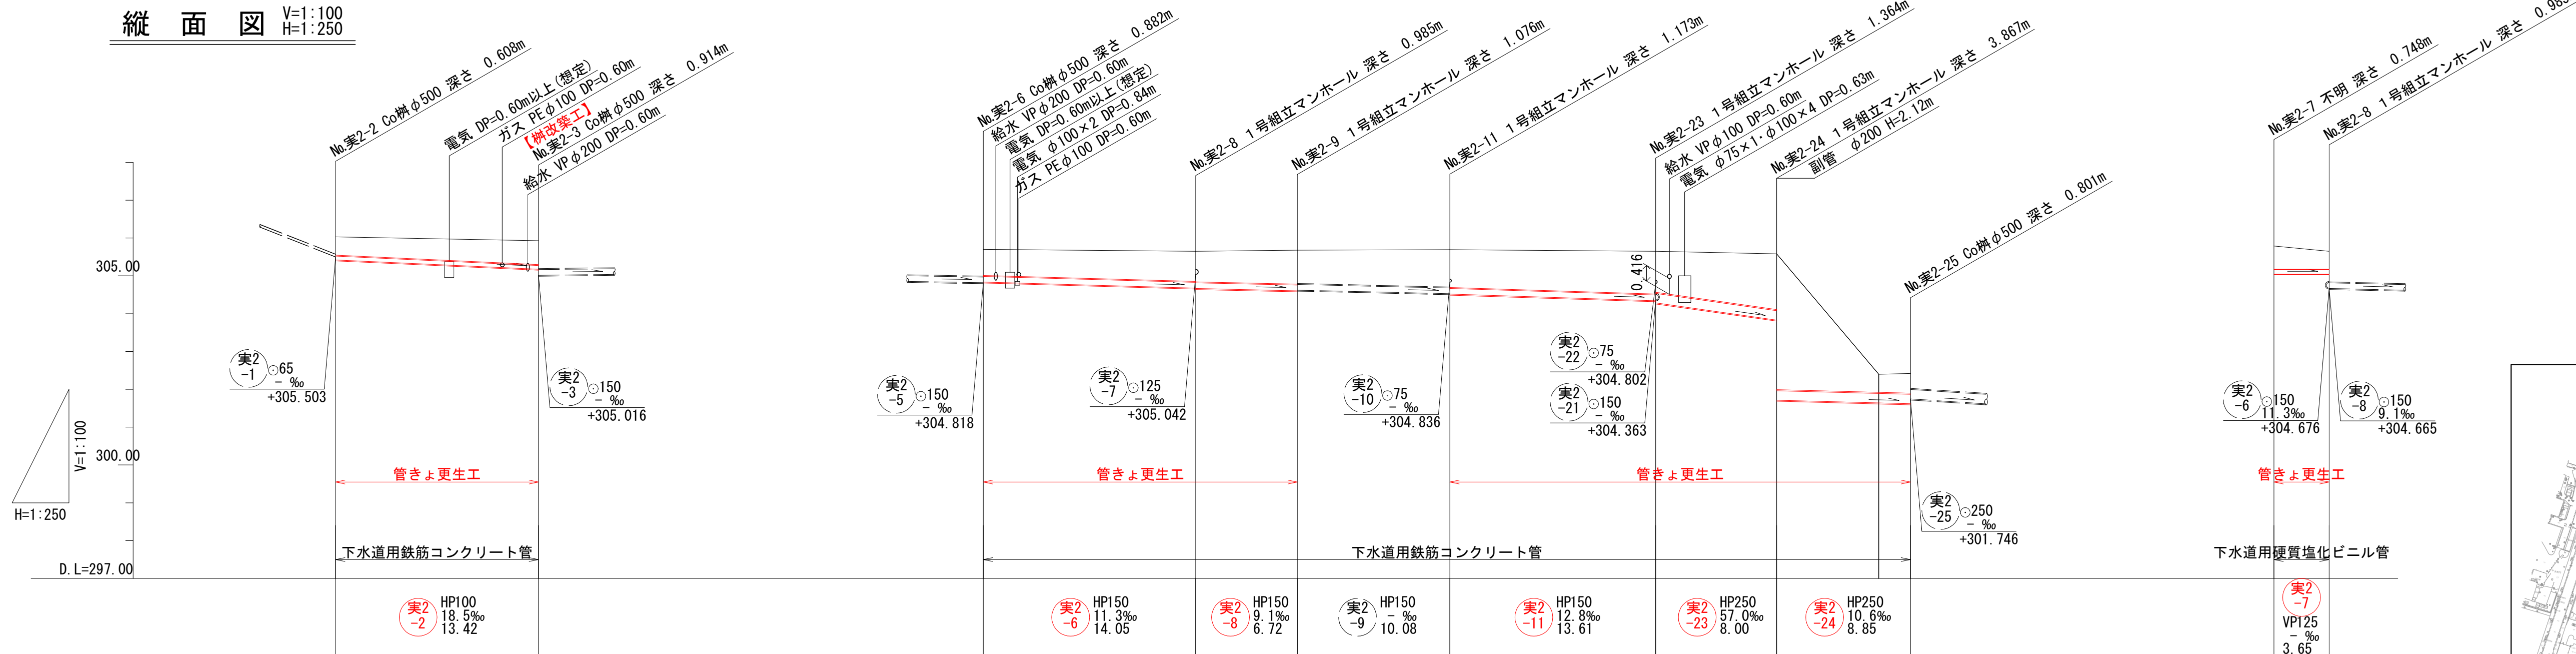 縦 面 図 V=1:100
H=1:250
No.実2-2 Co桝φ500 深さ 0.608m
電気 DP=0.60m以上(想定)
ガス PEφ100 DP=0.60m
【桝改築工】
No.実2-3 Co桝φ500 深さ 0.914m
給水 VPφ200 DP=0.60m
No.実2-6 Co桝φ500 深さ 0.882m
給水 VPφ200 DP=0.60m
電気 DP=0.60m以上(想定)
電気 φ100×2 DP=0.84m
ガス PEφ100 DP=0.60m
No.実2-8 1号組立マンホール 深さ 0.985m
No.実2-9 1号組立マンホール 深さ 1.076m
No.実2-11 1号組立マンホール 深さ 1.173m
No.実2-23 1号組立マンホール 深さ 1.364m
給水 VPφ100 DP=0.60m
電気 φ75×1・φ100×4 DP=0.63m
No.実2-24 1号組立マンホール 深さ 3.867m
副管 φ200 H=2.12m
No.実2-25 Co桝φ500 深さ 0.801m
No.実2-7 不明 深さ 0.748m
No.実2-8 1号組立マンホール 深さ
305.00
300.00
D.L=297.00
V=1:100
H=1:250
0.416
実2
-1
65
- ‰
+305.503
実2
-3
150
- ‰
+305.016
実2
-5
150
- ‰
+304.818
実2
-7
125
- ‰
+305.042
実2
-10
75
- ‰
+304.836
実2
-22
75
- ‰
+304.802
実2
-21
150
- ‰
+304.363
実2
-25
250
- ‰
+301.746
実2
-6
150
11.3‰
+304.676
実2
-8
150
9.1‰
+304.665
管きょ更生工
管きょ更生工
管きょ更生工
管きょ更生工
下水道用鉄筋コンクリート管
下水道用鉄筋コンクリート管
下水道用硬質塩化ビニル管
実2
-2
HP100
18.5‰
13.42
実2
-6
HP150
11.3‰
14.05
実2
-8
HP150
9.1‰
6.72
実2
-9
HP150
- ‰
10.08
実2
-11
HP150
12.8‰
13.61
実2
-23
HP250
57.0‰
8.00
実2
-24
HP250
10.6‰
8.85
実2
-7
VP125
- ‰
3.65